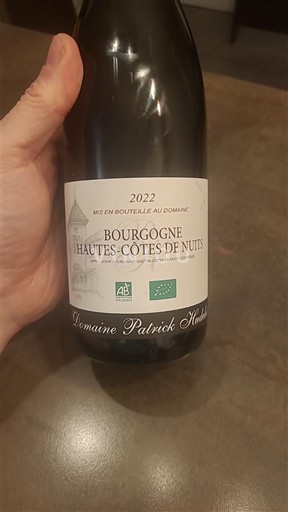 2022
MIS EN BOUTEILLE AU DOMAINE
BOURGOGNE
HAUTES-CÔTES DE NUITS
AB
Domaine Patrick